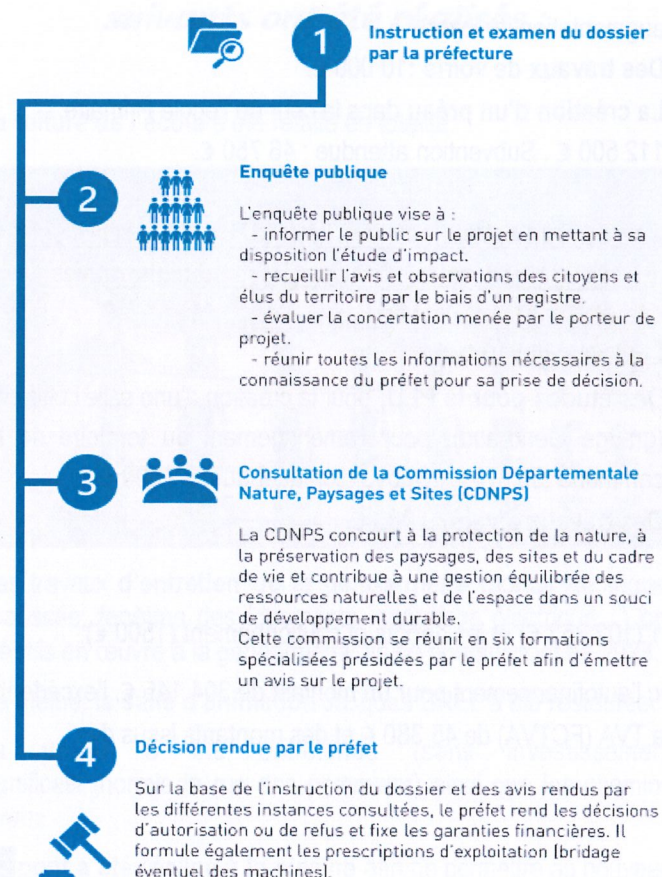 1
Instruction et examen du dossier
par la préfecture
2
Enquête publique
L'enquête publique vise à :
- informer le public sur le projet en mettant à sa
disposition l'étude d'impact.
- recueillir l'avis et observations des citoyens et
élus du territoire par le biais d'un registre.
- évaluer la concertation menée par le porteur de
projet.
- réunir toutes les informations nécessaires à la
connaissance du préfet pour sa prise de décision.
3
Consultation de la Commission Départementale
Nature, Paysages et Sites (CDNPS)
La CDNPS concourt à la protection de la nature, à
la préservation des paysages, des sites et du cadre
de vie et contribue à une gestion équilibrée des
ressources naturelles et de l'espace dans un souci
de développement durable.
Cette commission se réunit en six formations
spécialisées présidées par le préfet afin d'émettre
un avis sur le projet.
4
Décision rendue par le préfet
Sur la base de l'instruction du dossier et des avis rendus par
les différentes instances consultées, le préfet rend les décisions
d'autorisation ou de refus et fixe les garanties financières. Il
formule également les prescriptions d'exploitation (bridage
éventuel des machines).